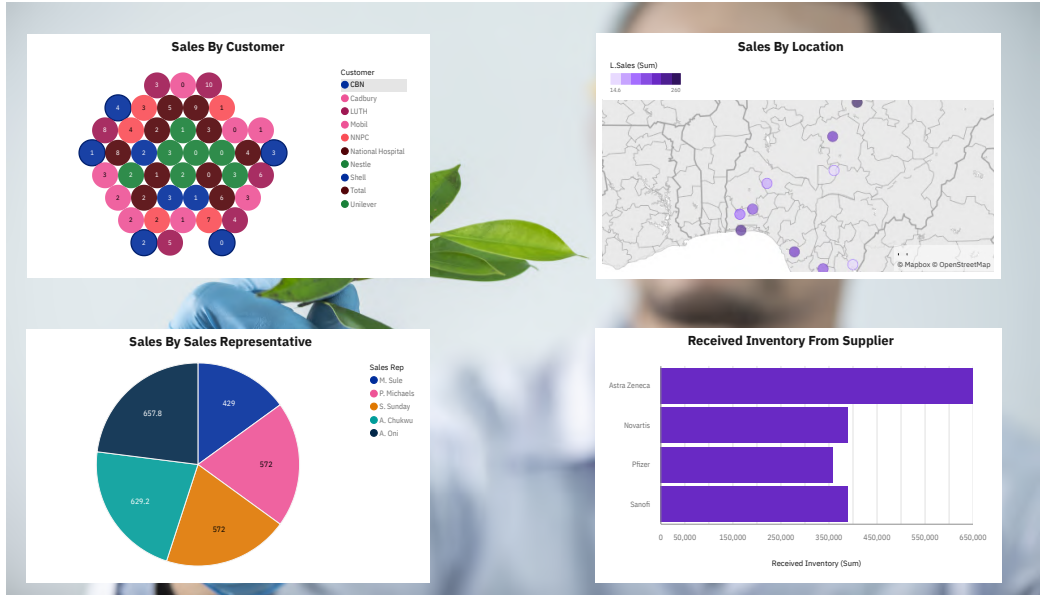 Sales By Customer
3 0 10
4 3 5 9 1
8 4 2 1 3 0 1
1 8 2 3 0 0 4 3
3 2 1 2 0 3 6
2 2 3 1 6 3
2 2 1 7 4
2 5 0
Customer
CBN
Cadbury
LUTH
Mobil
NNPC
National Hospital
Nestle
Shell
Total
Unilever
Sales By Location
L.Sales (Sum)
14.6 260
© Mapbox © OpenStreetMap
Sales By Sales Representative
657.8
429
572
629.2
572
Sales Rep
M. Sule
P. Michaels
S. Sunday
A. Chukwu
A. Oni
Received Inventory From Supplier
Astra Zeneca
Novartis
Pfizer
Sanofi
0 50,000 150,000 250,000 350,000 450,000 550,000 650,000
Received Inventory (Sum)